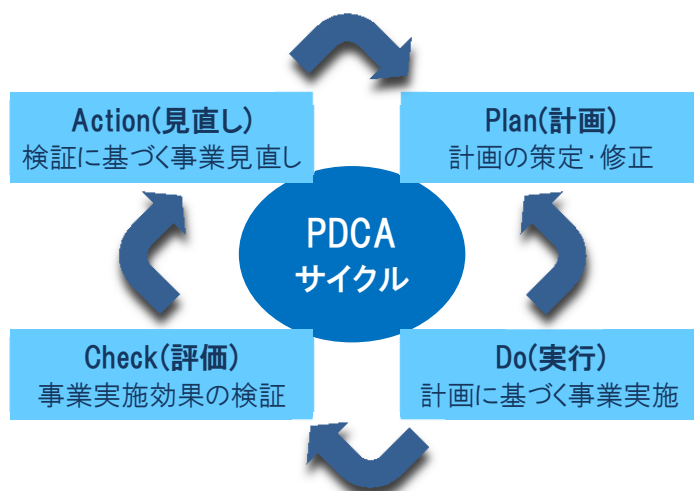 Action(見直し)
検証に基づく事業見直し
Plan(計画)
計画の策定・修正
PDCA
サイクル
Check(評価)
事業実施効果の検証
Do(実行)
計画に基づく事業実施